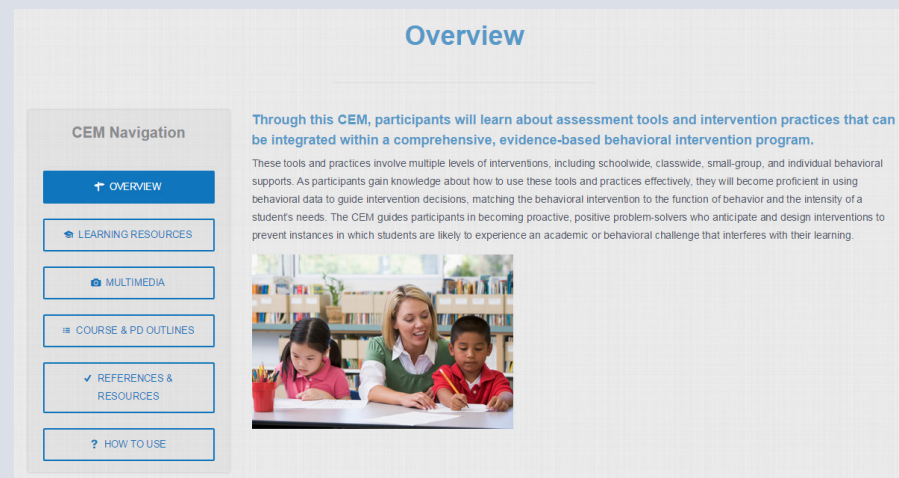 Overview
CEM Navigation
OVERVIEW
LEARNING RESOURCES
MULTIMEDIA
COURSE & PD OUTLINES
REFERENCES &
RESOURCES
HOW TO USE
Through this CEM, participants will learn about assessment tools and intervention practices that can
be integrated within a comprehensive, evidence-based behavioral intervention program.
These tools and practices involve multiple levels of interventions, including schoolwide, classwide, small-group, and individual behavioral
supports. As participants gain knowledge about how to use these tools and practices effectively, they will become proficient in using
behavioral data to guide intervention decisions, matching the behavioral intervention to the function of behavior and the intensity of a
student's needs. The CEM guides participants in becoming proactive, positive problem-solvers who anticipate and design interventions to
prevent instances in which students are likely to experience an academic or behavioral challenge that interferes with their learning.